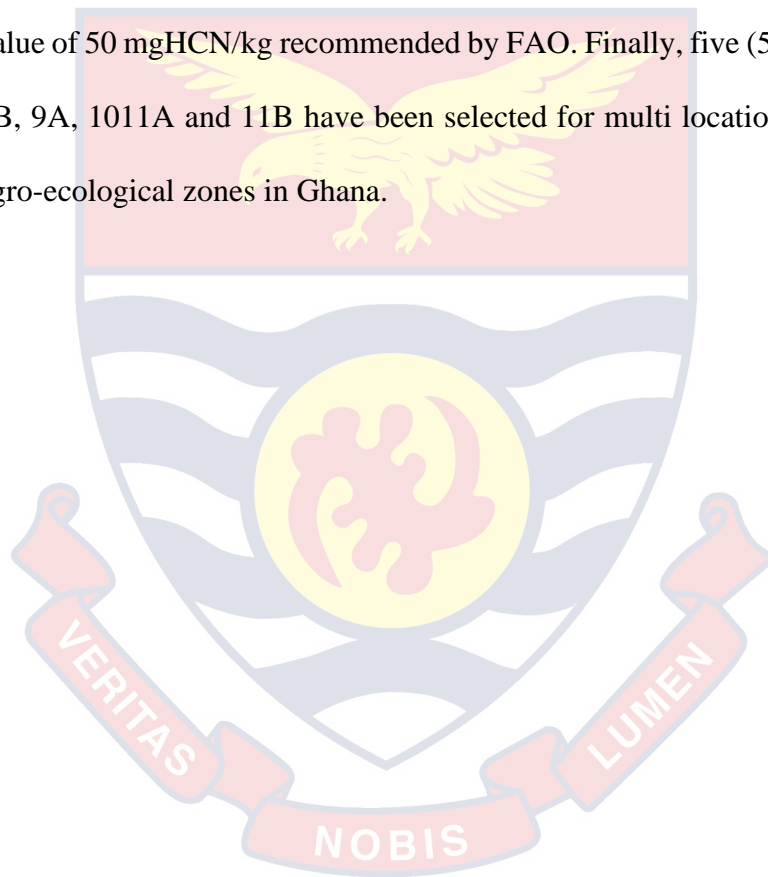 alue of 50 mgHCN/kg recommended by FAO. Finally, five (5
B, 9A, 1011A and 11B have been selected for multi location
gro-ecological zones in Ghana.
VERITAS
NOBIS
LUMEN